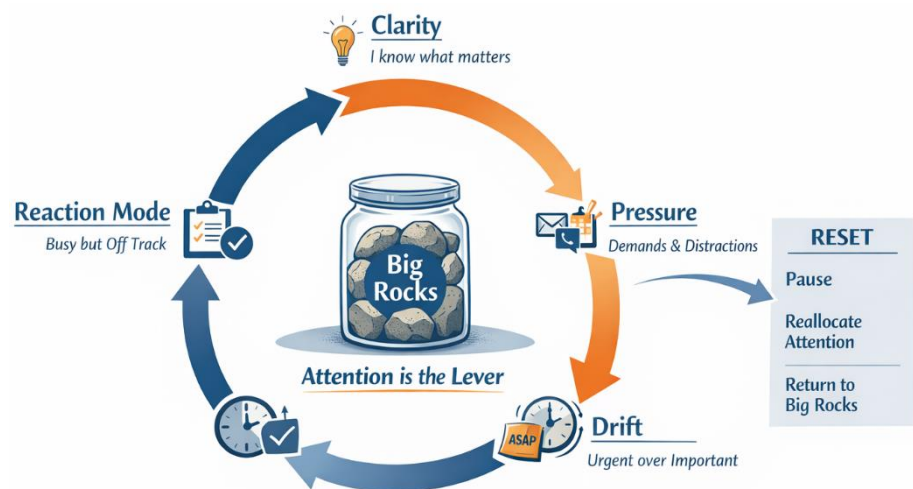 Clarity
I know what matters
Reaction Mode
Busy but Off Track
Pressure
Demands & Distractions
RESET
Pause
Reallocate
Attention
Return to
Big Rocks
Big
Rocks
Attention is the Lever
ASAP
Drift
Urgent over Important